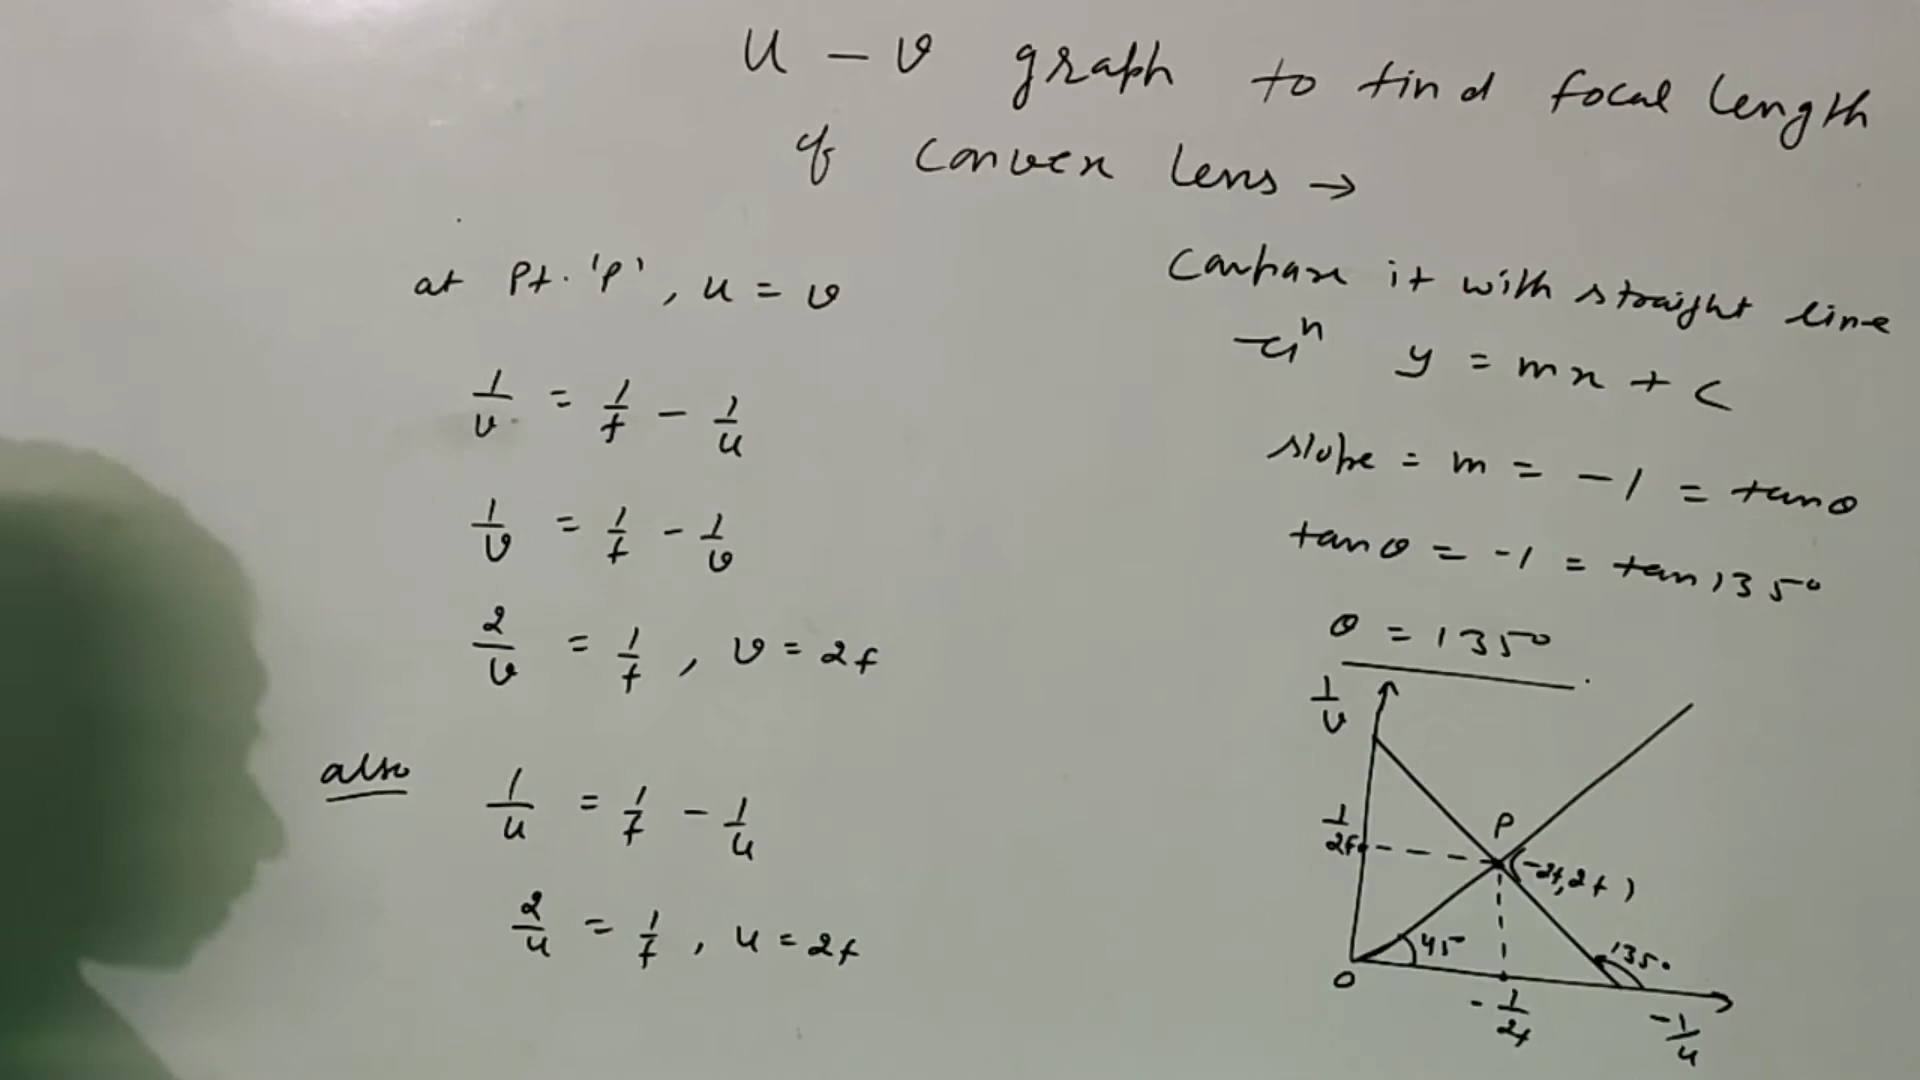 u - v graph to find focal length
of convex lens →
at Pt. 'P', u = v
1/v = 1/f - 1/u
1/v = 1/f - 1/v
2/v = 1/f, v = 2f
also 1/u = 1/f - 1/u
2/u = 1/f, u = 2f
Compare it with straight line
eqn y = mx + c
slope = m = -1 = tanθ
tanθ = -1 = tan135°
θ = 135°
1/v
1/2f
P
(-2f, 2f)
45°
135°
O
-1/2f
-1/u